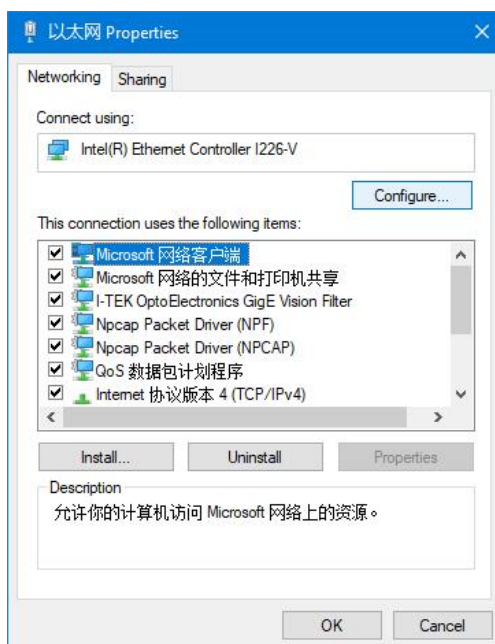 以太网 Properties
Networking
Sharing
Connect using:
Intel(R) Ethernet Controller I226-V
Configure...
This connection uses the following items:
Microsoft 网络客户端
Microsoft 网络的文件和打印机共享
I-TEK OptoElectronics GigE Vision Filter
Npcap Packet Driver (NPF)
Npcap Packet Driver (NPCAP)
QoS 数据包计划程序
Internet 协议版本 4 (TCP/IPv4)
Install...
Uninstall
Properties
Description
允许你的计算机访问 Microsoft 网络上的资源。
OK
Cancel